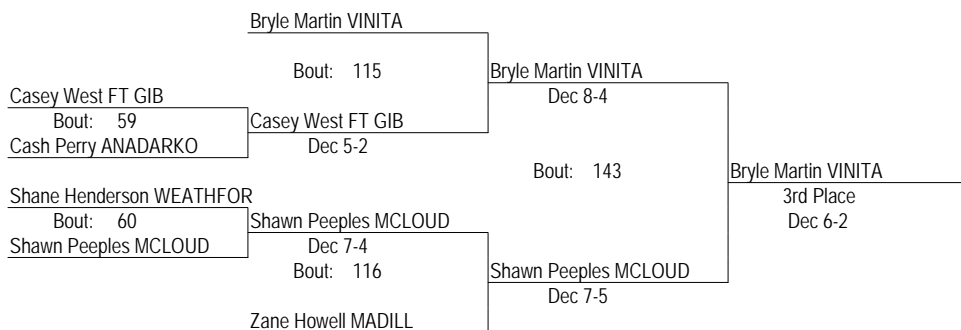 Bryle Martin VINITA
Bout: 115
Bryle Martin VINITA
Dec 8-4
Casey West FT GIB
Bout: 59
Casey West FT GIB
Cash Perry ANADARKO
Dec 5-2
Bout: 143
Bryle Martin VINITA
3rd Place
Dec 6-2
Shane Henderson WEATHFOR
Bout: 60
Shawn Peeples MCLOUD
Shawn Peeples MCLOUD
Dec 7-4
Bout: 116
Shawn Peeples MCLOUD
Dec 7-5
Zane Howell MADILL